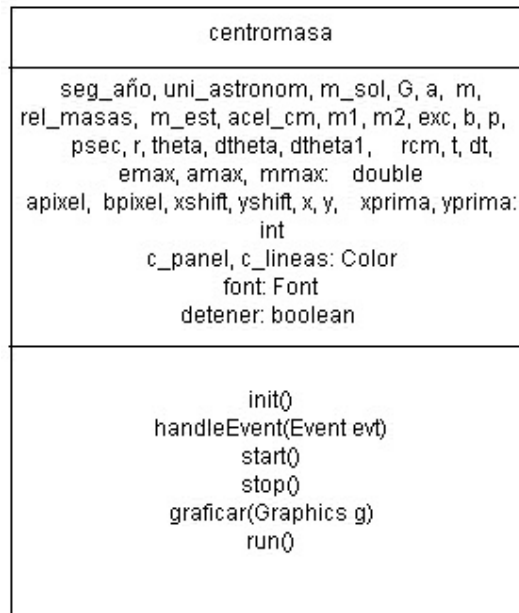 centromasa
seg_año, uni_astronom, m_sol, G, a, m,
rel_masas, m_est, acel_cm, m1, m2, exc, b, p,
psec, r, theta, dtheta, dtheta1, rcm, t, dt,
emax, amax, mmax: double
apixel, bpixel, xshift, yshift, x, y, xprima, yprima:
int
c_panel, c_lineas: Color
font: Font
detener: boolean
init()
handleEvent(Event evt)
start()
stop()
graficar(Graphics g)
run()